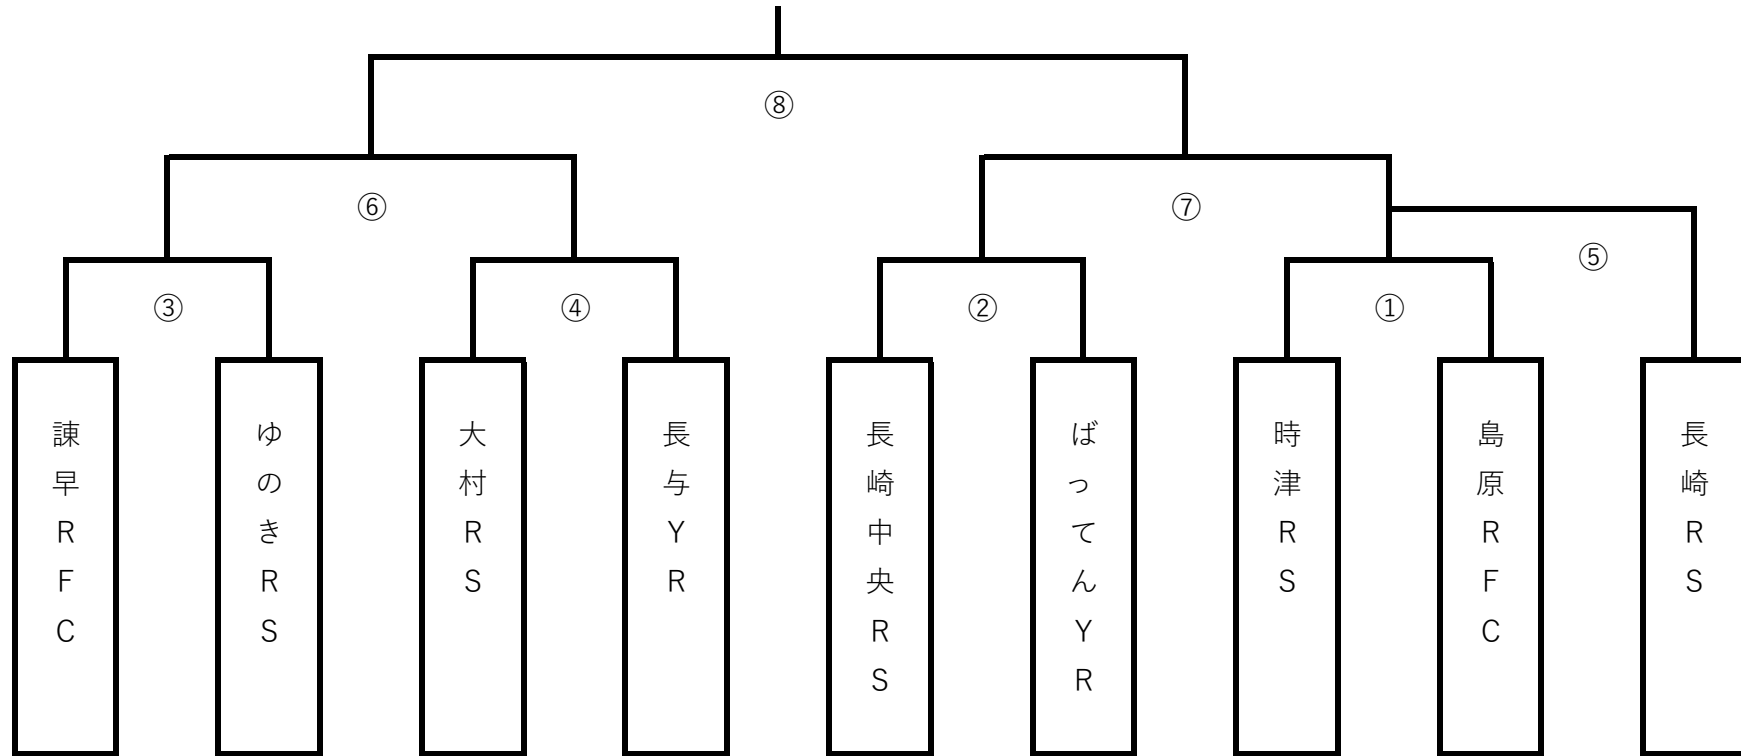 ⑧
⑥
⑦
⑤
③
④
②
①
諫早RFC
ゆのきRS
大村RS
長与YR
長崎中央RS
ばってんYR
時津RS
島原RFC
長崎RS